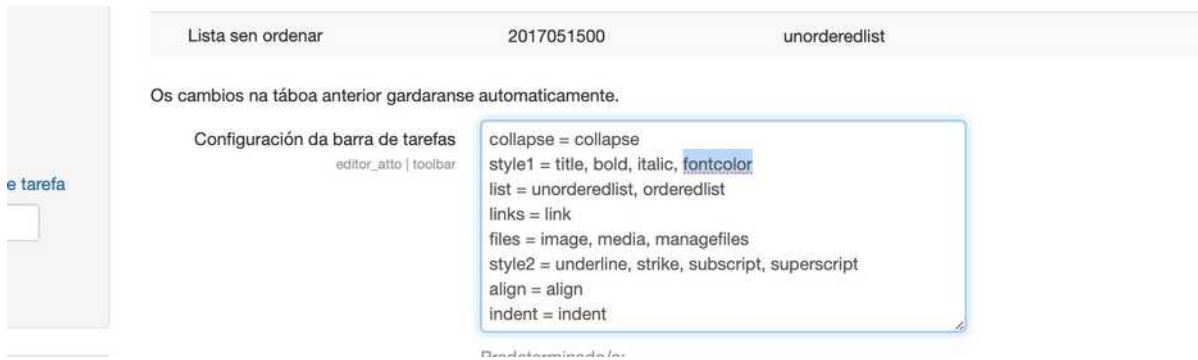 Lista sen ordenar 2017051500 unorderedlist
Os cambios na táboa anterior gardaranse automaticamente.
Configuración da barra de tarefas
editor_atto | toolbar
collapse = collapse
style1 = title, bold, italic, fontcolor
list = unorderedlist, orderedlist
links = link
files = image, media, managefiles
style2 = underline, strike, subscript, superscript
align = align
indent = indent
e tarefa